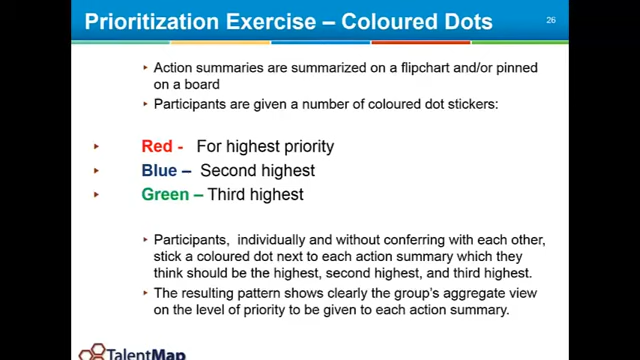 Prioritization Exercise – Coloured Dots
26
Action summaries are summarized on a flipchart and/or pinned
on a board
Participants are given a number of coloured dot stickers:
Red - For highest priority
Blue – Second highest
Green – Third highest
Participants, individually and without conferring with each other,
stick a coloured dot next to each action summary which they
think should be the highest, second highest, and third highest.
The resulting pattern shows clearly the group's aggregate view
on the level of priority to be given to each action summary.
TalentMap